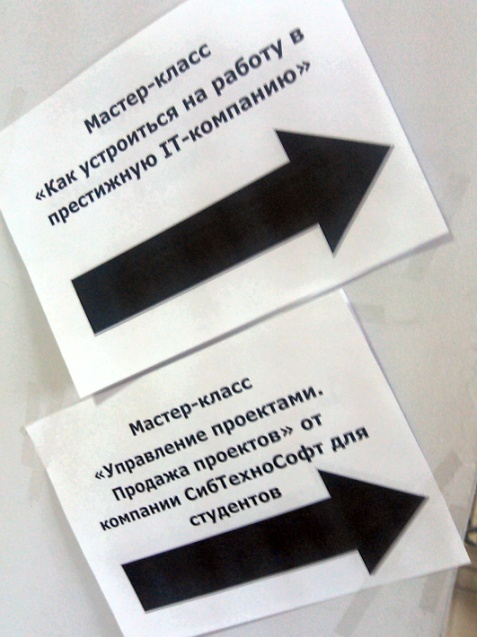 Мастер-класс
«Как устроиться на работу в
престижную IT-компанию»
Мастер-класс
«Управление проектами.
Продажа проектов» от
компании СибТехноСофт для
студентов